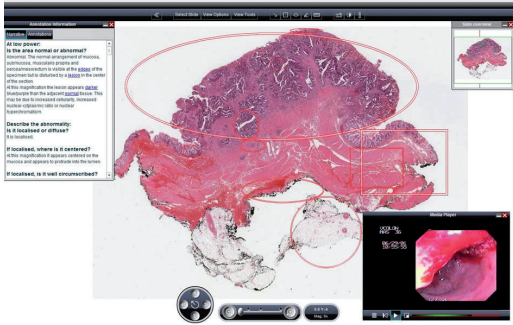 Select Slide View Options View Tools
Annotation Information
Narrative Annotations
At low power:
Is the area normal or abnormal?
Abnormal. The normal arrangement of mucosa,
submucosa, muscularis propria and
serosa/mesorectum is visible at the edges of the
specimen but is disturbed by a lesion in the center
of the section.
At this magnification the lesion appears darker
blue/purple than the adjacent normal tissue. This
may be due to increased cellularity, increased
nuclear:cytplasmic ratio or nuclear
hyperchromatism.
Describe the abnormality:
Is it localised or diffuse?
It is localised.
If localised, where is it centered?
At this magnification it appears centered on the
mucosa and appears to protrude into the lumen.
If localised, is it well circumscribed?
Slide overview
Media Player